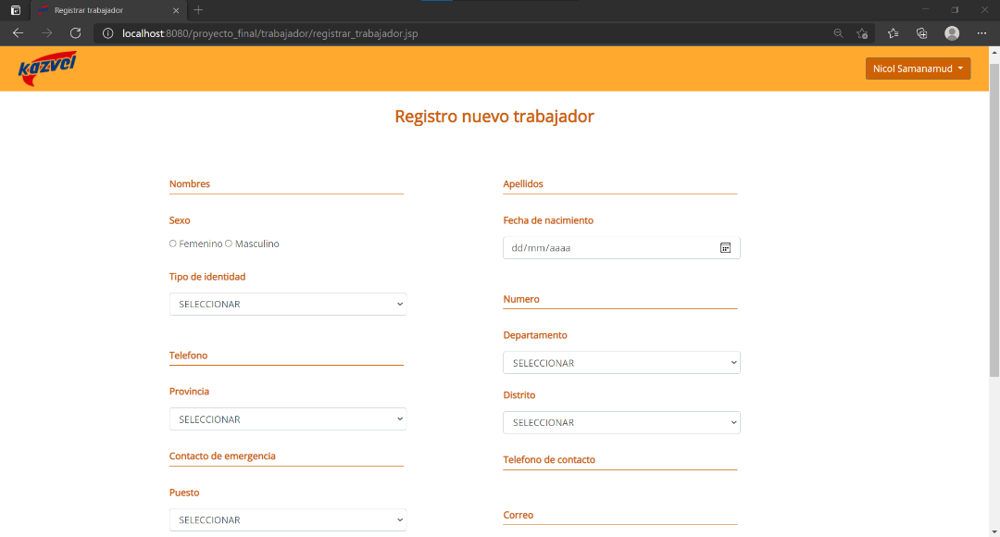 Registrar trabajador
localhost:8080/proyecto_final/trabajador/registrar_trabajador.jsp
kazvel
Nicol Samanamud
Registro nuevo trabajador
Nombres
Apellidos
Sexo
Fecha de nacimiento
Femenino Masculino
dd/mm/aaaa
Tipo de identidad
SELECCIONAR
Numero
Departamento
Telefono
SELECCIONAR
Provincia
Distrito
SELECCIONAR
SELECCIONAR
Contacto de emergencia
Telefono de contacto
Puesto
Correo
SELECCIONAR